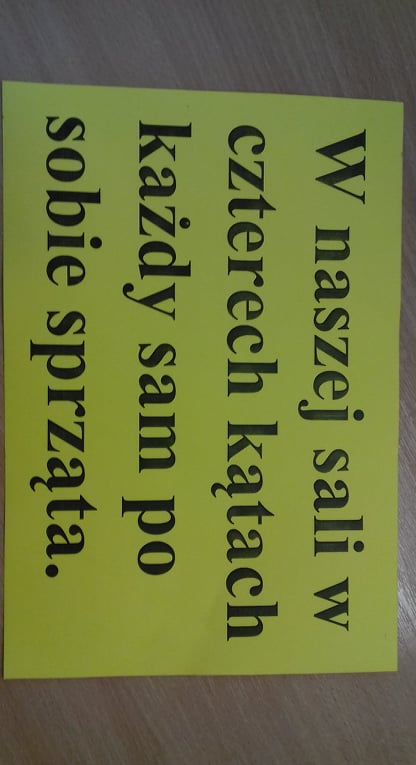 W naszej sali w
czterech kątach
każdy sam po
sobie sprząta.